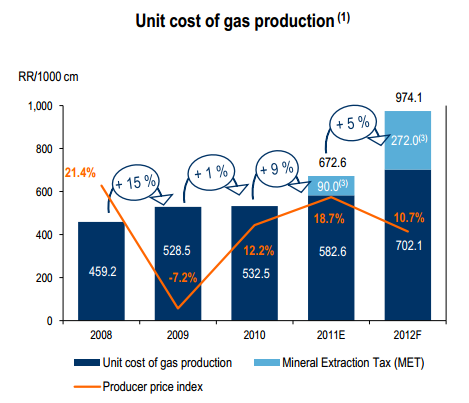 Unit cost of gas production (1)
RR/1000 cm
974.1
1,000
+ 5 %
272.0(3)
800
672.6
21.4%
+ 15 %
+ 1 %
+ 9 %
90.0(3)
600
18.7%
10.7%
528.5
12.2%
582.6
702.1
400
459.2
-7.2%
532.5
200
0
2008
2009
2010
2011E
2012F
Unit cost of gas production
Mineral Extraction Tax (MET)
Producer price index